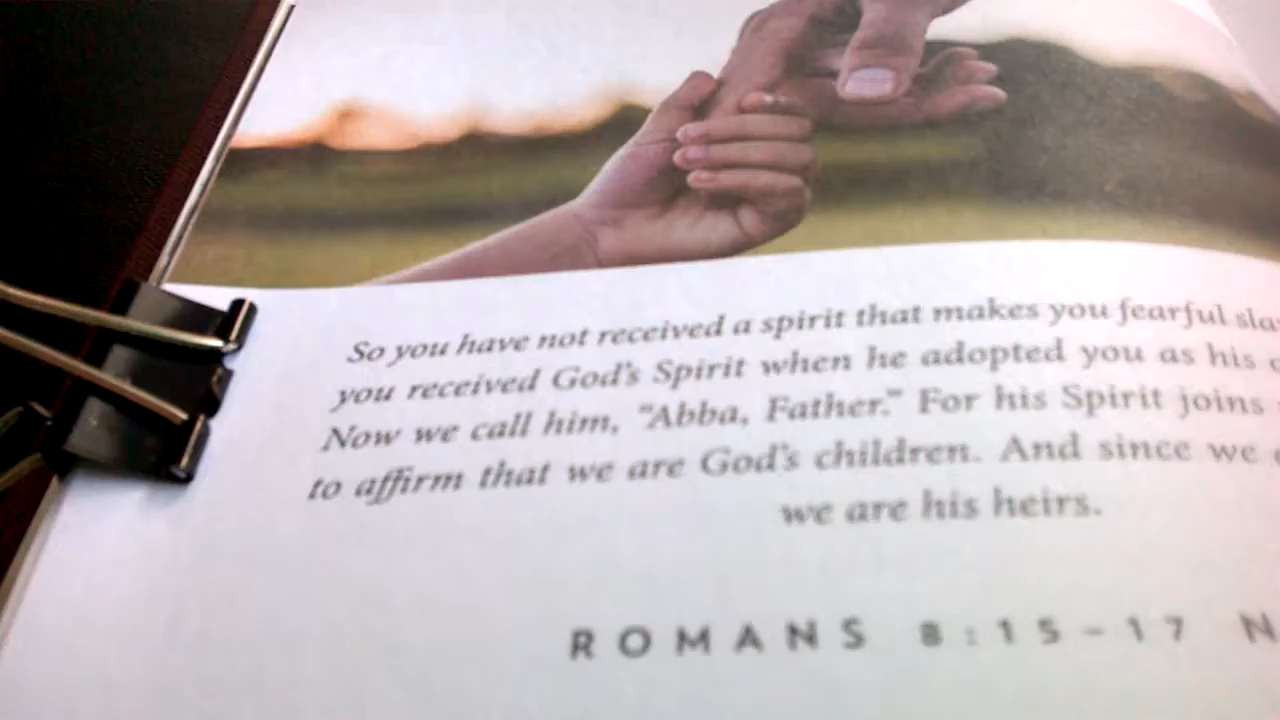 So you have not received a spirit that makes you fearful sla
you received God's Spirit when he adopted you as his
Now we call him, "Abba, Father." For his Spirit joins
to affirm that we are God's children. And since we
we are his heirs.
ROMANS 8:15-17 N